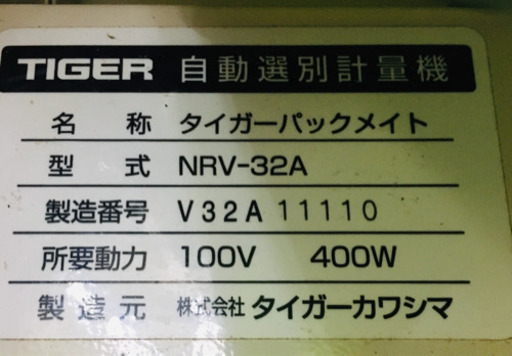 TIGER 自動選別計量機
名 称 タイガーパックメイト
型 式 NRV-32A
製造番号 V32A11110
所要動力 100V 400W
製造元 株式会社 タイガーカワシマ